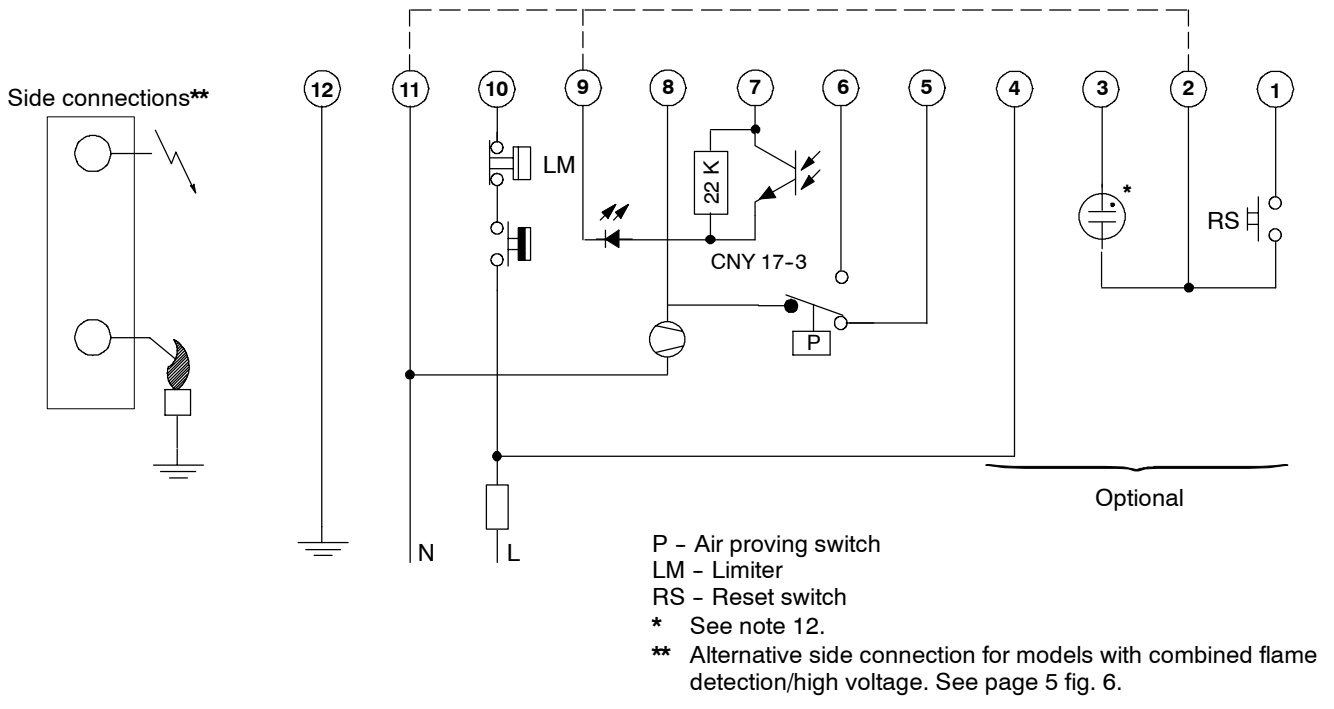 12 11 10 9 8 7 6 5 4 3 2 1
Side connections**
LM
22 K
*
RS
CNY 17-3
P
Optional
N
L
P - Air proving switch
LM - Limiter
RS - Reset switch
* See note 12.
** Alternative side connection for models with combined flame
detection/high voltage. See page 5 fig. 6.